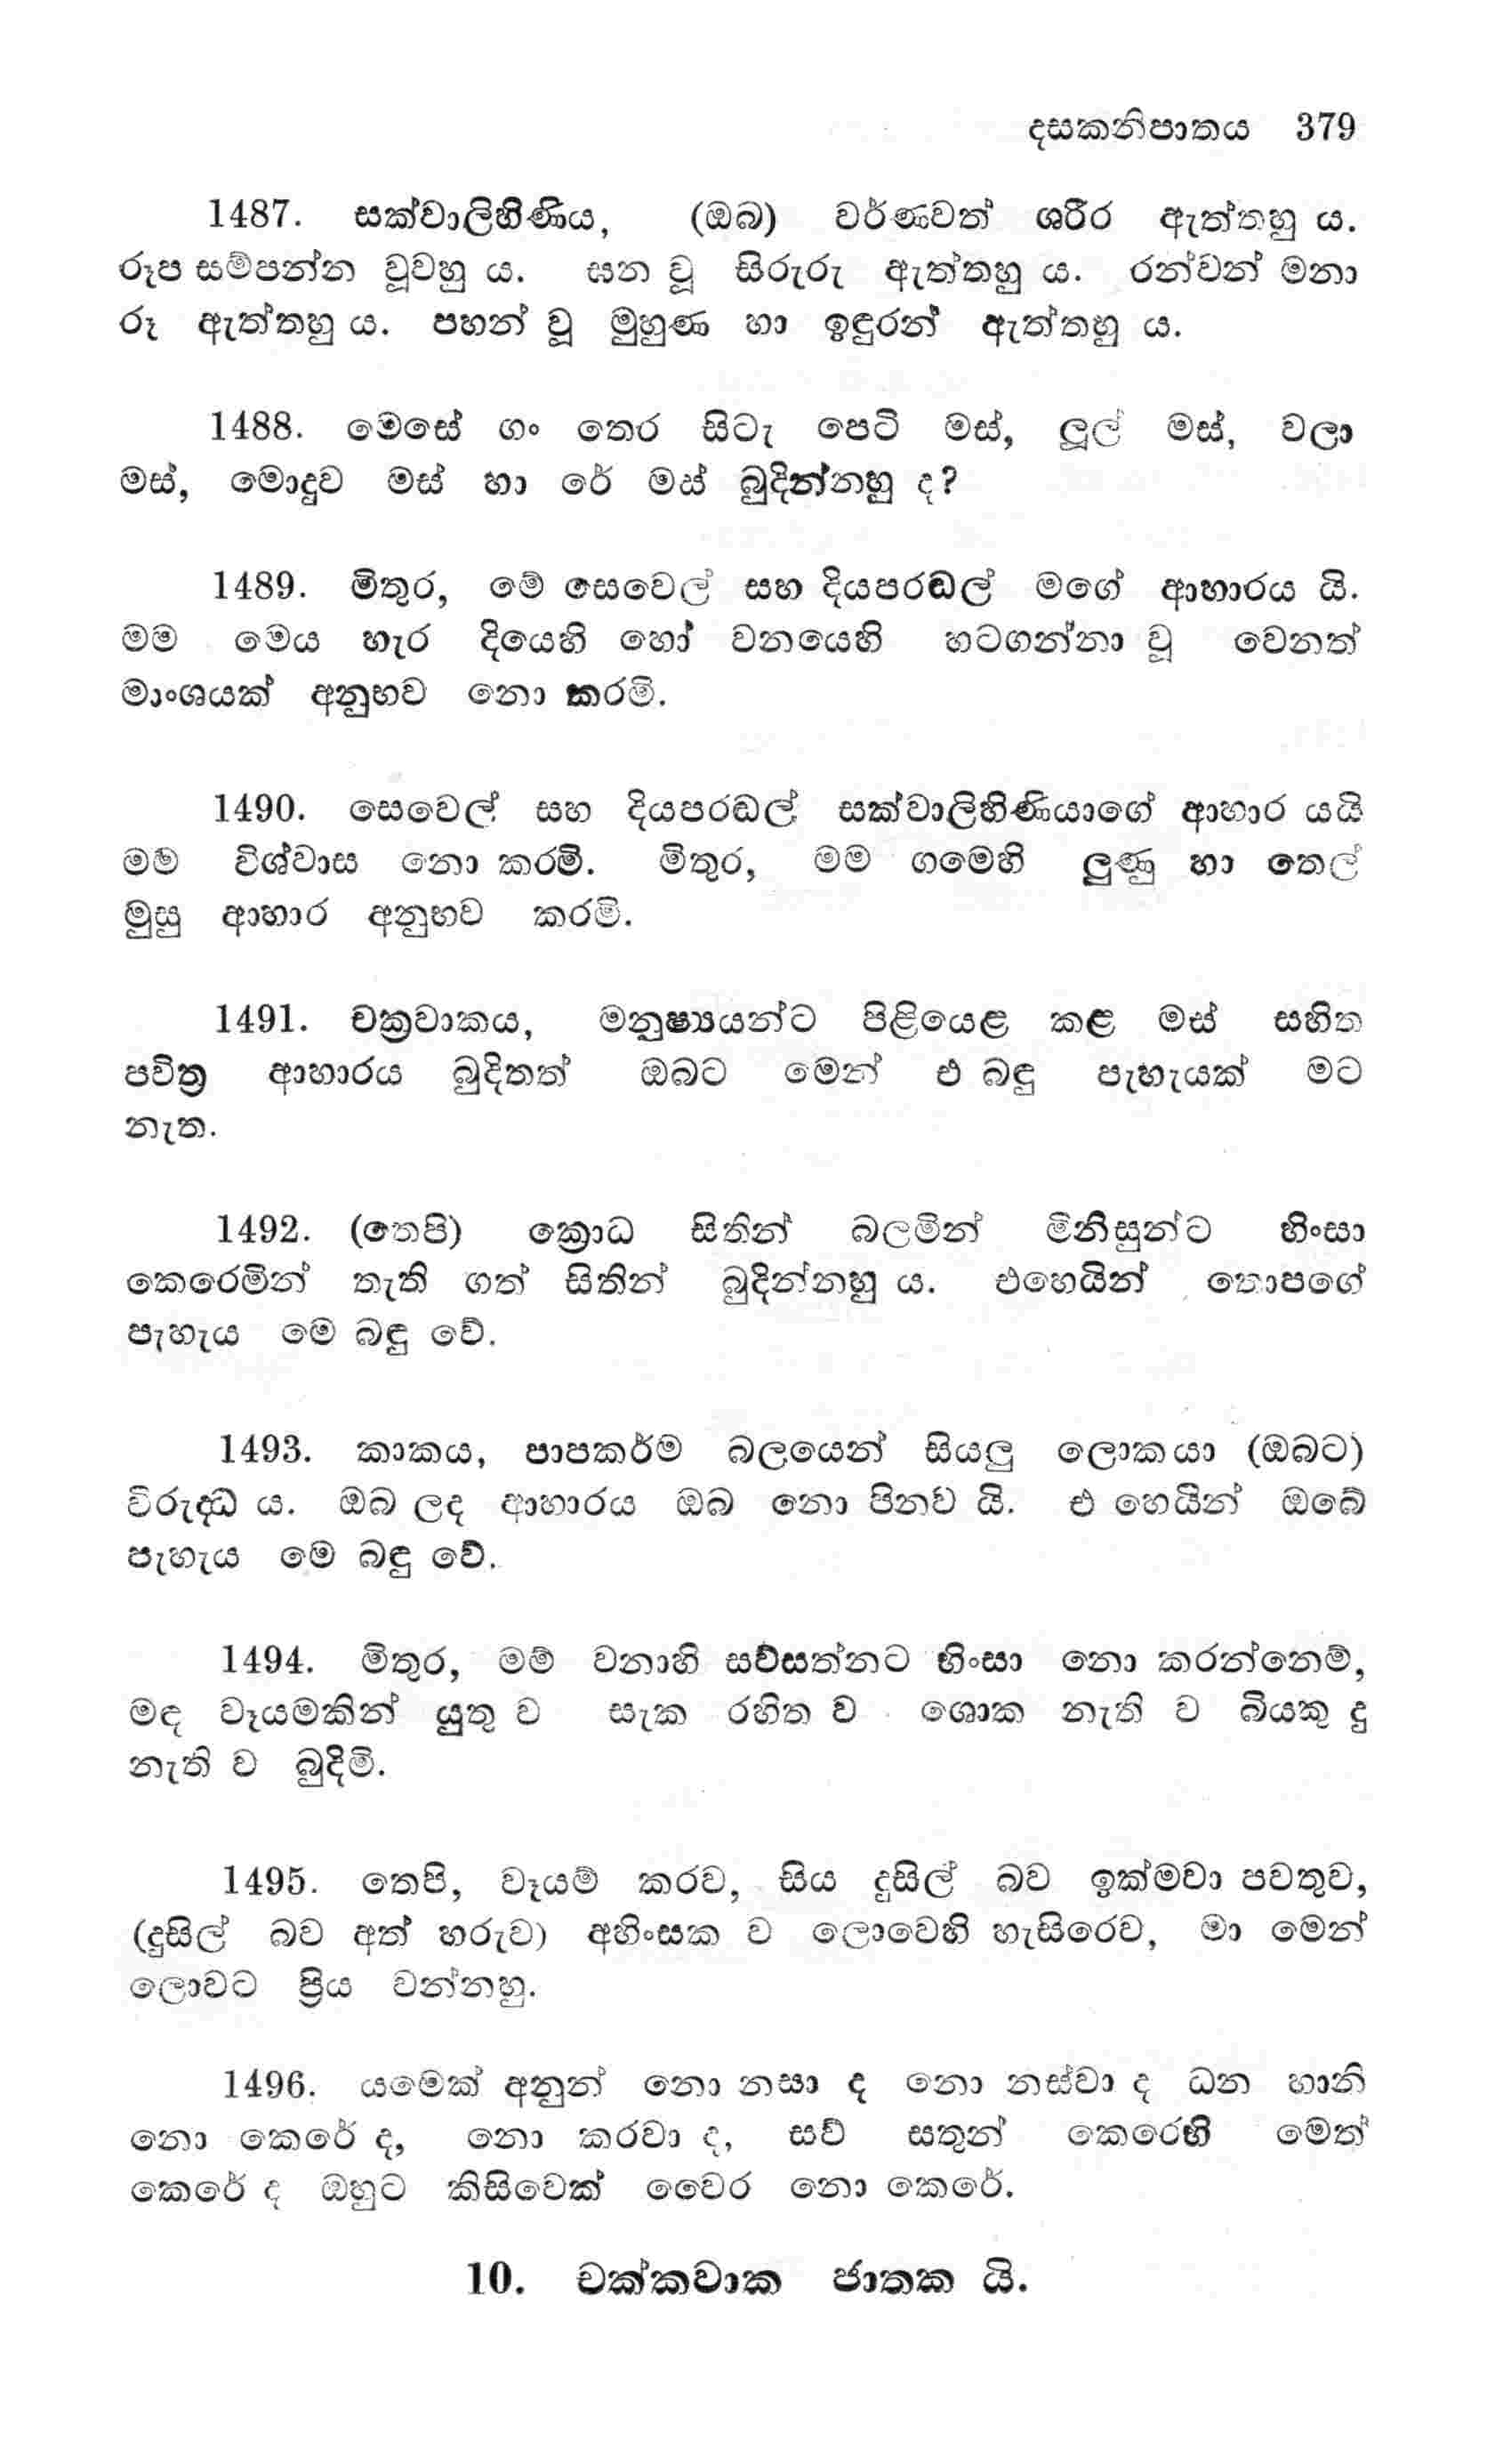 දසකනිපාතය 379
1487. සක්වාලිහිණිය, (ඔබ) වර්ණවත් ශරීර ඇත්තහු ය.
රූප සම්පන්න වූවහු ය. ඝන වූ සිරුරු ඇත්තහු ය. රන්වන් මනා
රූ ඇත්තහු ය. පහන් වූ මුහුණ හා ඉඳුරන් ඇත්තහු ය.
1488. මෙසේ ගං තෙර සිටැ පෙටි මස්, ලූල් මස්, වලා
මස්, මොදුව මස් හා රේ මස් බුදින්නහු ද?
1489. මිතුර, මේ සෙවෙල් සහ දියපරඬල් මගේ ආහාරය යි.
මම මෙය හැර දියෙහි හෝ වනයෙහි හටගන්නා වූ වෙනත්
මාංශයක් අනුභව නො කරමි.
1490. සෙවෙල් සහ දියපරඬල් සක්වාලිහිණියාගේ ආහාර යයි
මම විශ්වාස නො කරමි. මිතුර, මම ගමෙහි ලුණු හා තෙල්
මුසු ආහාර අනුභව කරමි.
1491. චක්‍රවාකය, මනුෂ්‍යයන්ට පිළියෙළ කළ මස් සහිත
පවිත්‍ර ආහාරය බුදිතත් ඔබට මෙන් එ බඳු පැහැයක් මට
නැත.
1492. (තෙපි) ක්‍රොධ සිතින් බලමින් මිනිසුන්ට හිංසා
කෙරෙමින් තැති ගත් සිතින් බුදින්නහු ය. එහෙයින් තොපගේ
පැහැය මෙ බඳු වේ.
1493. කාකය, පාපකර්ම බලයෙන් සියලු ලොකයා (ඔබට)
විරුද්‍ධ ය. ඔබ ලද ආහාරය ඔබ නො පිනව යි. එ හෙයින් ඔබේ
පැහැය මෙ බඳු වේ.
1494. මිතුර, මම් වනාහි සව්සත්නට හිංසා නො කරන්නෙම්,
මඳ වෑයමකින් යුතු ව සැක රහිත ව ශොක නැති ව බියකු දු
නැති ව බුදිමි.
1495. තෙපි, වෑයම් කරව, සිය දුසිල් බව ඉක්මවා පවතුව,
(දුසිල් බව අත් හරුව) අහිංසක ව ලොවෙහි හැසිරෙව, මා මෙන්
ලොවට ප්‍රිය වන්නහු.
1496. යමෙක් අනුන් නො නසා ද නො නස්වා ද ධන හානි
නො කෙරේ ද, නො කරවා ද, සව් සතුන් කෙරෙහි මෙත්
කෙරේ ද ඔහුට කිසිවෙක් වෛර නො කෙරේ.
10. චක්කවාක ජාතක යි.